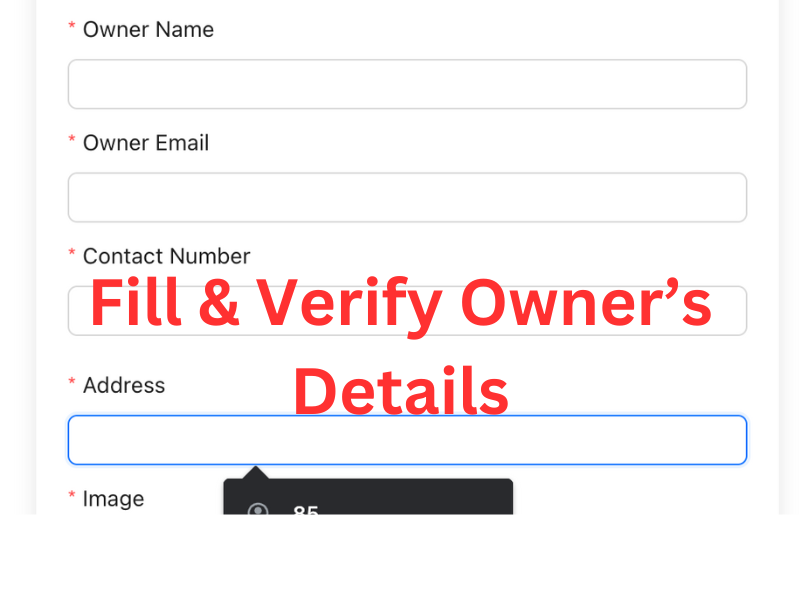 * Owner Name
* Owner Email
* Contact Number
Fill & Verify Owner’s
Details
* Address
* Image
85